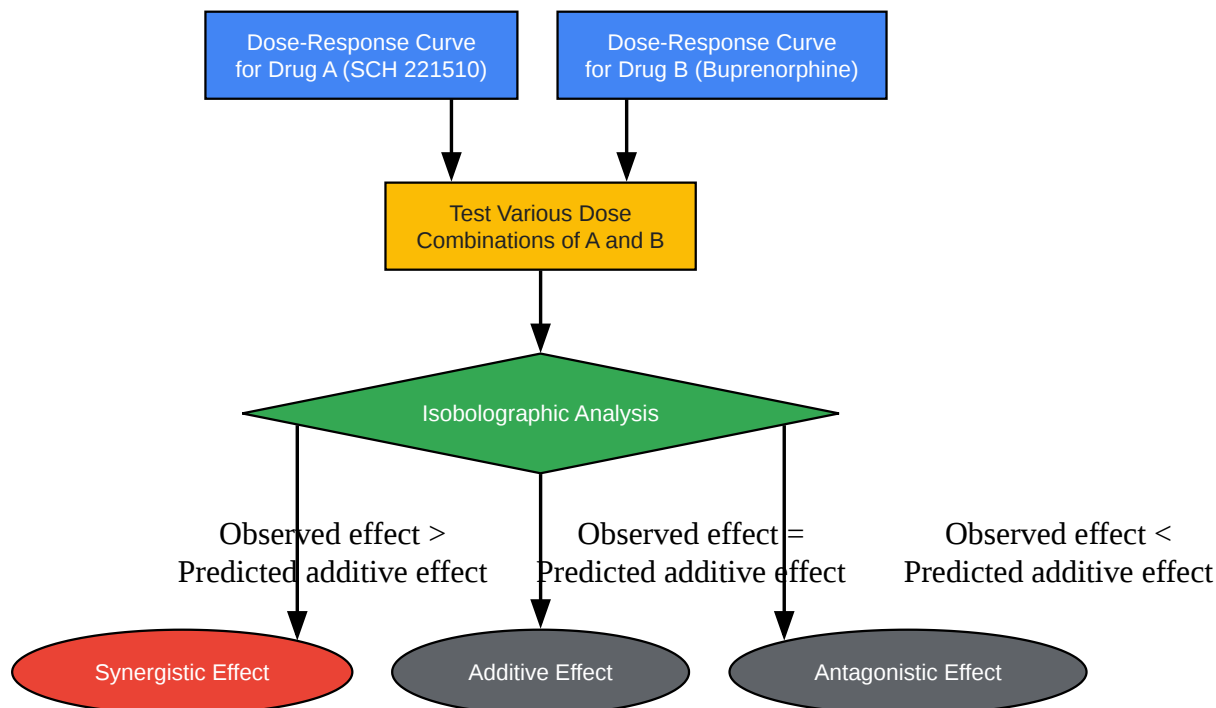 Dose-Response Curve
for Drug A (SCH 221510)
Dose-Response Curve
for Drug B (Buprenorphine)
Test Various Dose
Combinations of A and B
Isobolographic Analysis
Observed effect >
Predicted additive effect
Observed effect =
Predicted additive effect
Observed effect <
Predicted additive effect
Synergistic Effect
Additive Effect
Antagonistic Effect